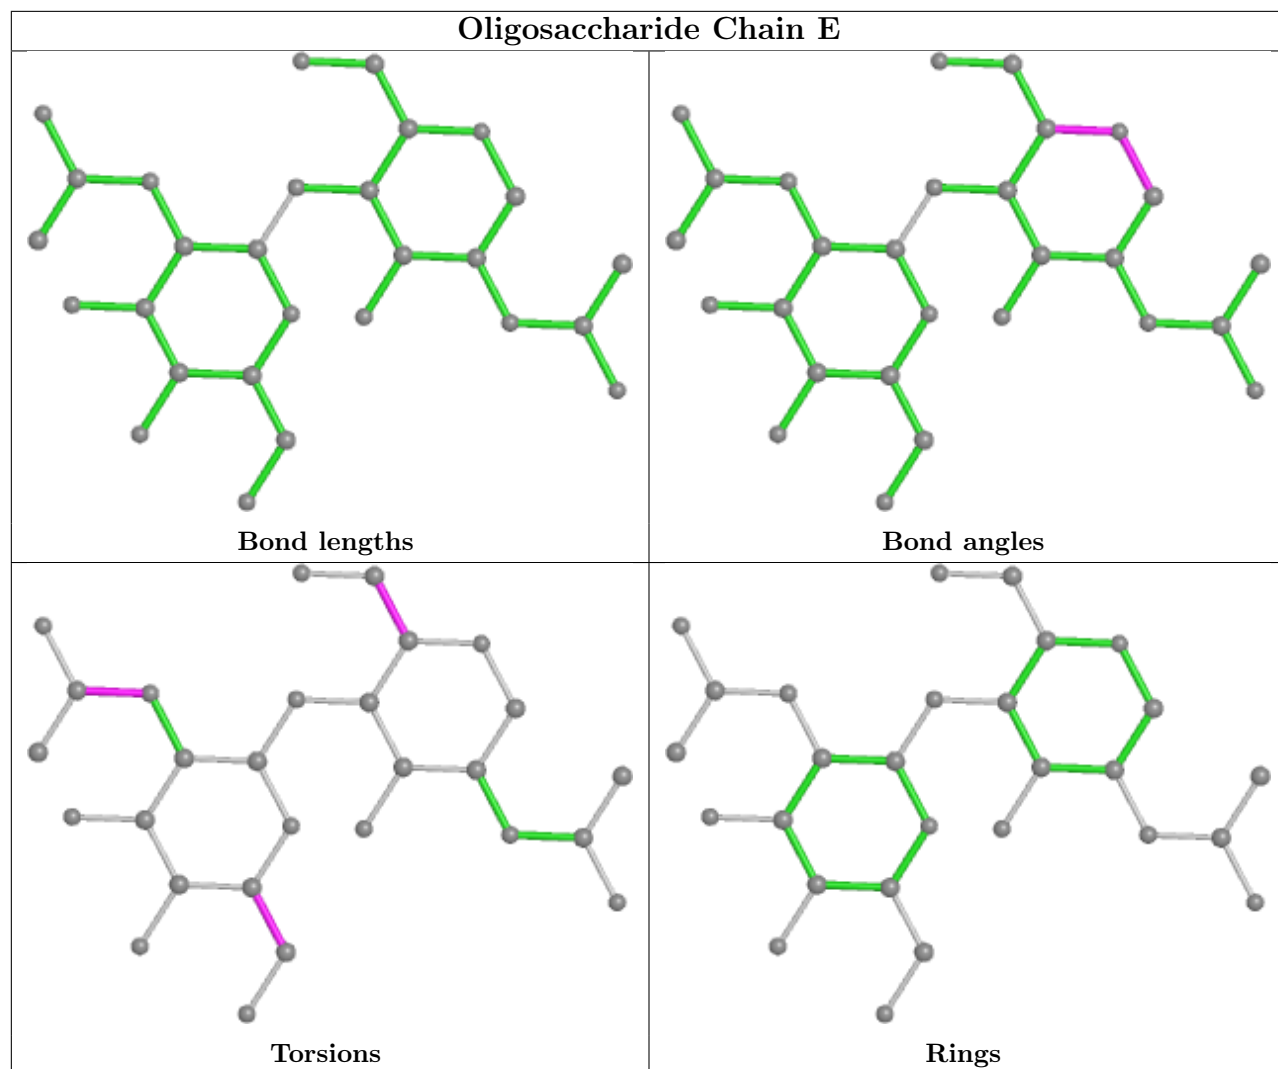 Oligosaccharide Chain E
Bond lengths
Bond angles
Torsions
Rings